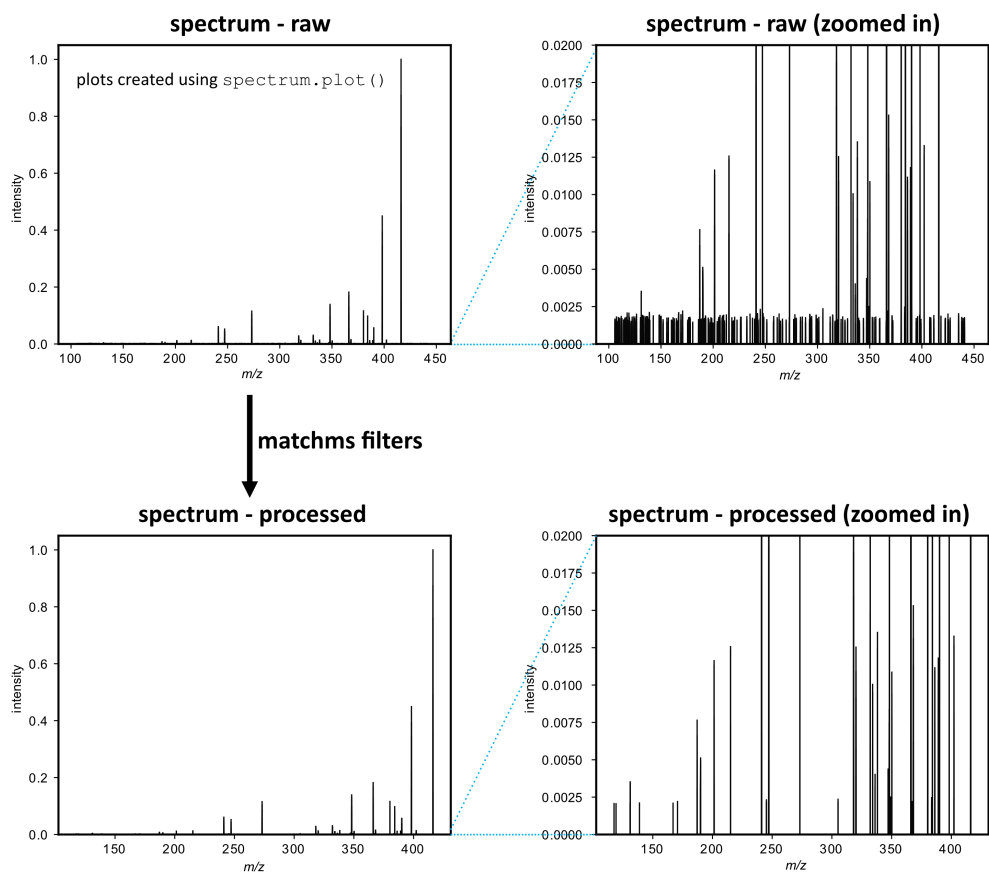 spectrum - raw
spectrum - raw (zoomed in)
plots created using spectrum.plot()
1.0
0.8
0.6
0.4
0.2
0.0
intensity
100 150 200 250 300 350 400 450
m/z
0.0200
0.0175
0.0150
0.0125
0.0100
0.0075
0.0050
0.0025
0.0000
intensity
100 150 200 250 300 350 400 450
m/z
matchms filters
spectrum - processed
spectrum - processed (zoomed in)
1.0
0.8
0.6
0.4
0.2
0.0
intensity
150 200 250 300 350 400
m/z
0.0200
0.0175
0.0150
0.0125
0.0100
0.0075
0.0050
0.0025
0.0000
intensity
150 200 250 300 350 400
m/z